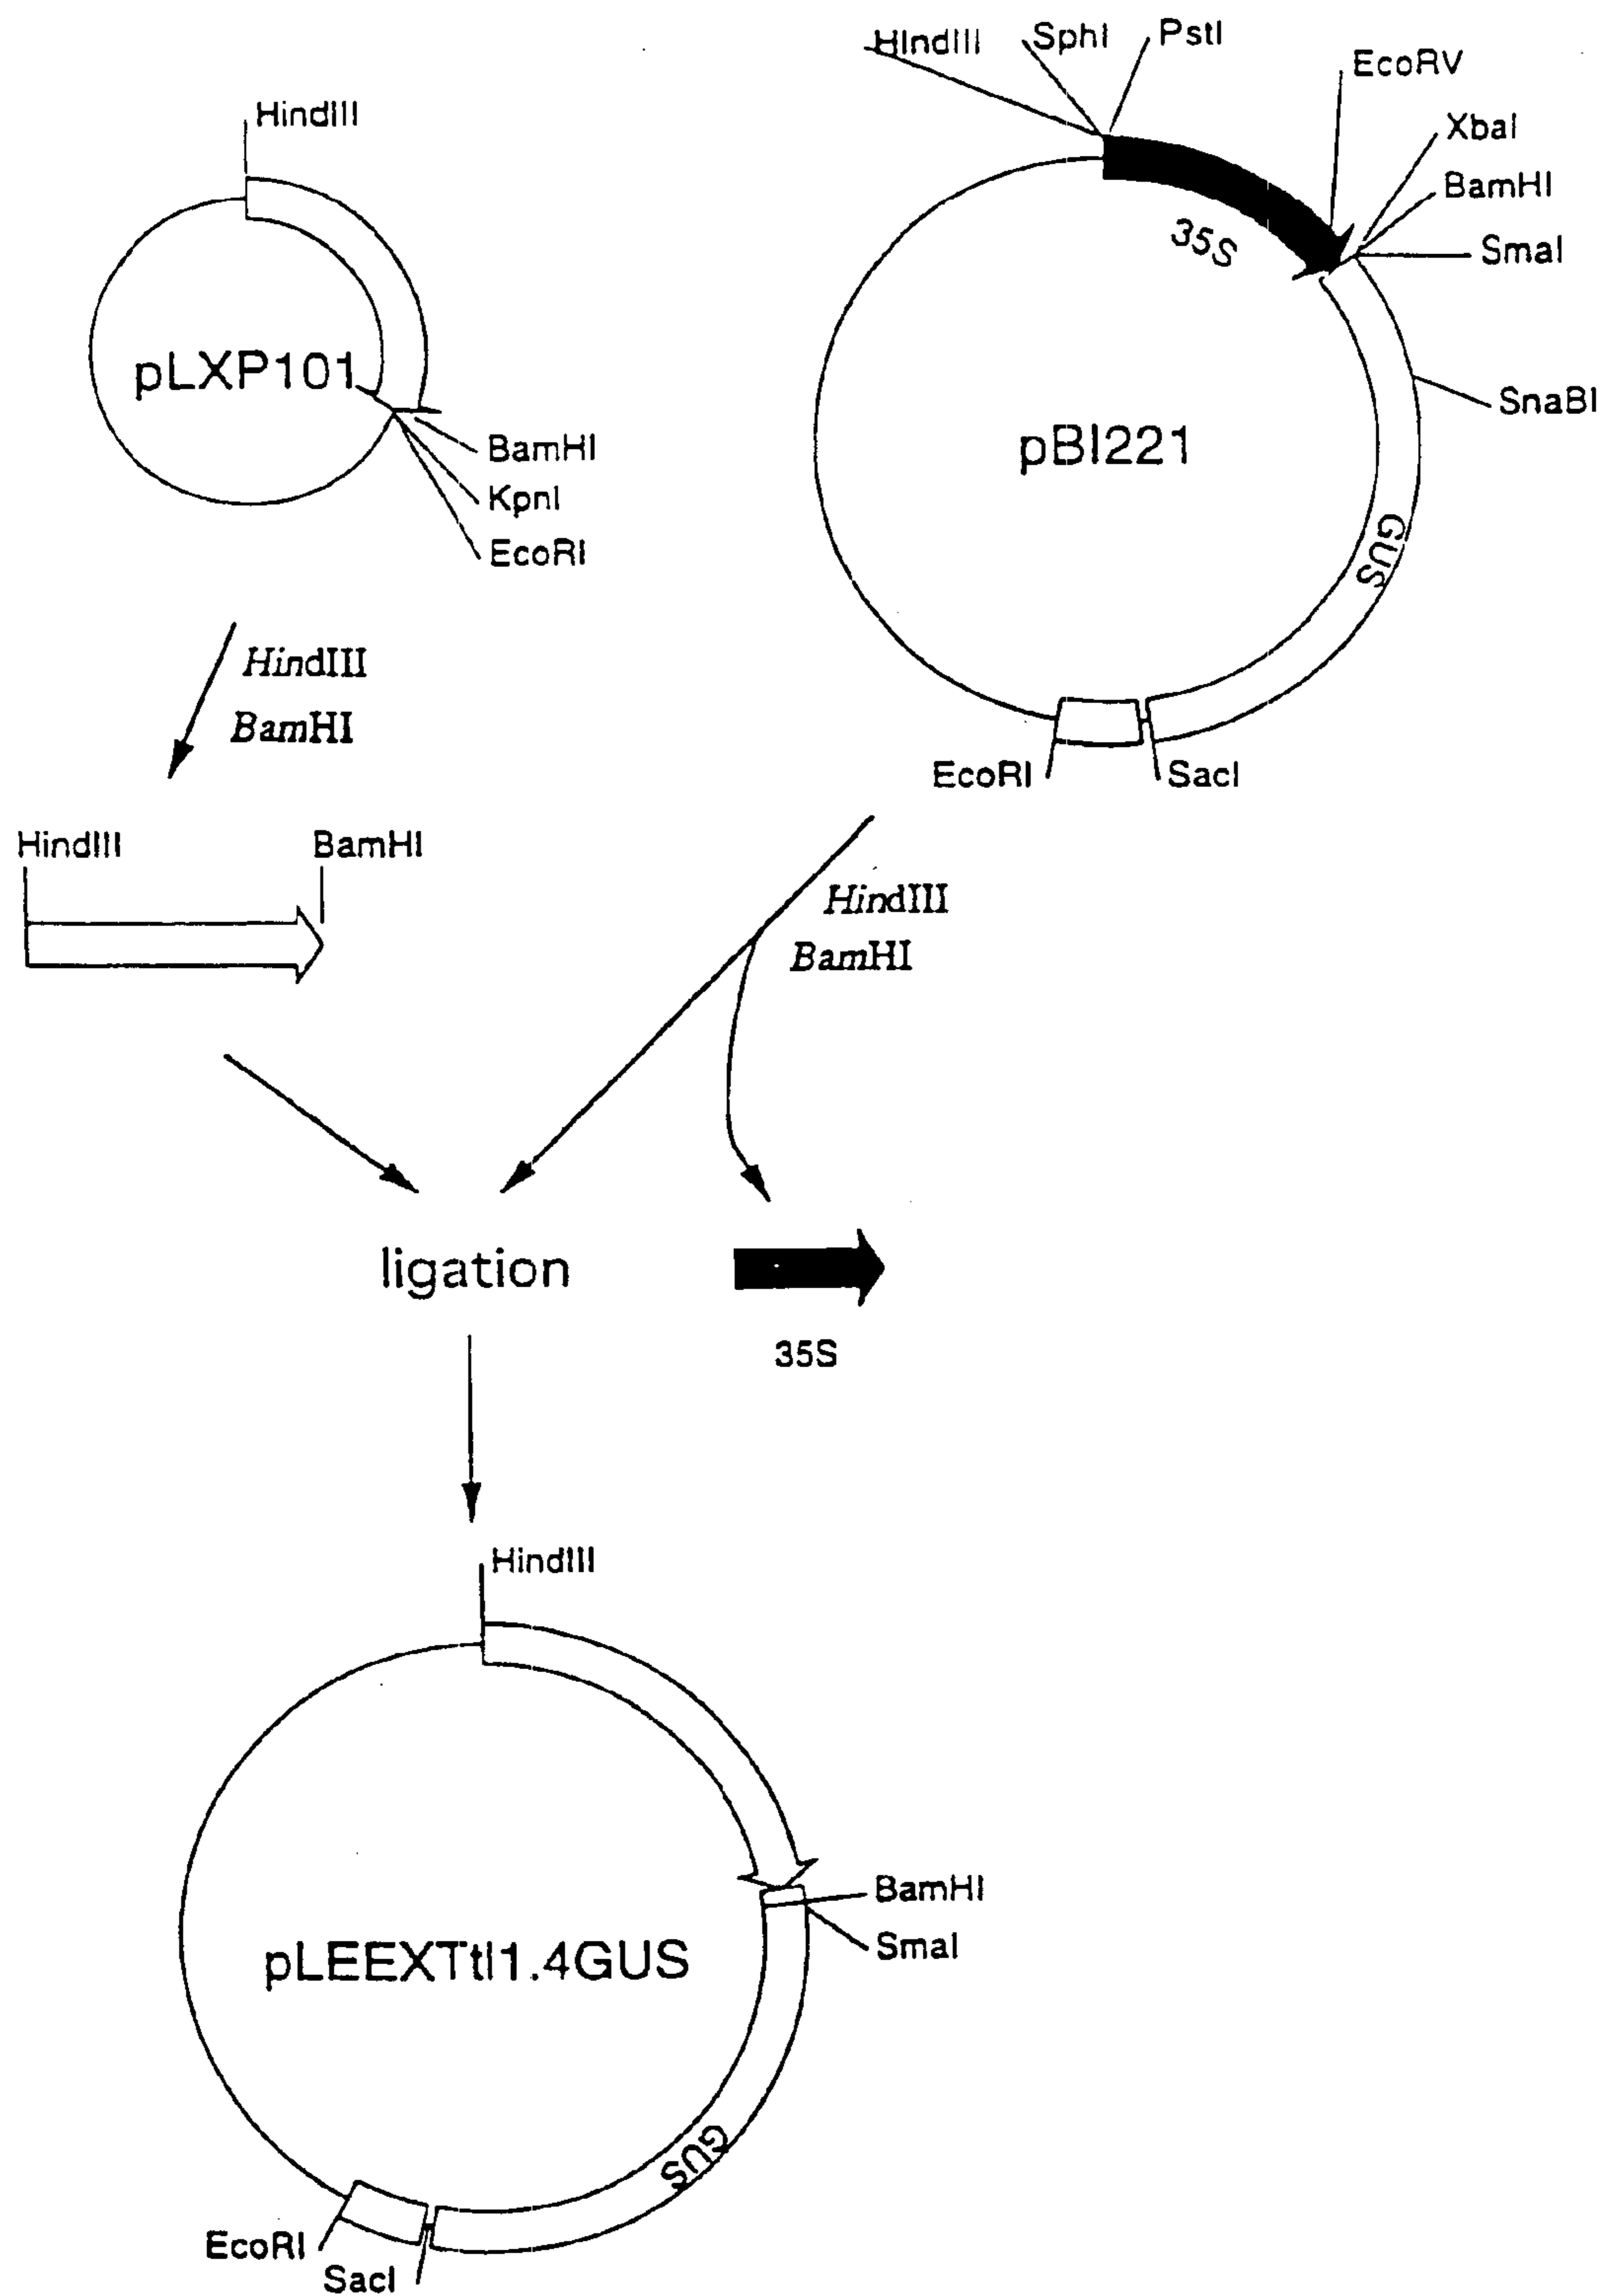 HindIII
pLXP101
BamHI
KpnI
EcoRI
HindIII
SphI
PstI
EcoRV
XbaI
BamHI
SmaI
35S
SnaBI
pBI221
GUS
EcoRI
SacI
HindIII
BamHI
HindIII
BamHI
HindIII
BamHI
ligation
35S
HindIII
BamHI
SmaI
pLEEXTtl1.4GUS
GUS
EcoRI
SacI